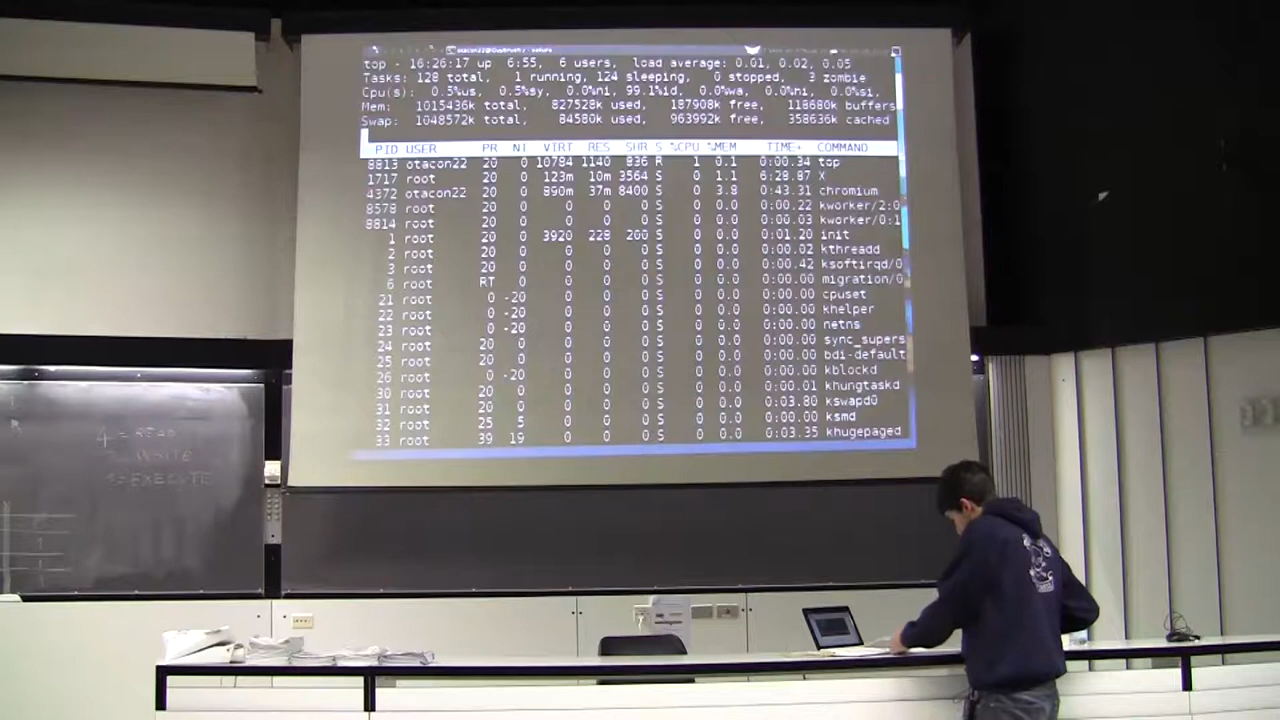 top - 16:26:17 up  6:55,  6 users,  load average: 0.01, 0.02, 0.05
Tasks: 128 total,   1 running, 124 sleeping,   0 stopped,   3 zombie
Cpu(s):  0.5%us,  0.5%sy,  0.0%ni, 99.1%id,  0.0%wa,  0.0%hi,  0.0%si,
Mem:   1015436k total,   827528k used,   187908k free,   118680k buffers
Swap:  1048572k total,    84580k used,   963992k free,   358636k cached
PID USER PR NI VIRT RES SHR S %CPU %MEM TIME+ COMMAND
8813 otacon22 20 0 10784 1140 836 R 1 0.1 0:00.34 top
1717 root 20 0 123m 10m 3564 S 0 1.1 6:28.87 X
4372 otacon22 20 0 890m 37m 8400 S 0 3.8 0:43.31 chromium
8578 root 20 0 0 0 0 S 0 0.0 0:00.22 kworker/2:0
8814 root 20 0 0 0 0 S 0 0.0 0:00.03 kworker/0:1
1 root 20 0 3920 228 200 S 0 0.0 0:01.20 init
2 root 20 0 0 0 0 S 0 0.0 0:00.02 kthreadd
3 root 20 0 0 0 0 S 0 0.0 0:00.42 ksoftirqd/0
6 root RT 0 0 0 0 S 0 0.0 0:00.00 migration/0
21 root 0 -20 0 0 0 S 0 0.0 0:00.00 cpuset
22 root 0 -20 0 0 0 S 0 0.0 0:00.00 khelper
23 root 0 -20 0 0 0 S 0 0.0 0:00.00 netns
24 root 20 0 0 0 0 S 0 0.0 0:00.00 sync_supers
25 root 20 0 0 0 0 S 0 0.0 0:00.00 bdi-default
26 root 0 -20 0 0 0 S 0 0.0 0:00.00 kblockd
30 root 20 0 0 0 0 S 0 0.0 0:00.01 khungtaskd
31 root 20 0 0 0 0 S 0 0.0 0:03.80 kswapd0
32 root 25 5 0 0 0 S 0 0.0 0:00.00 ksmd
33 root 39 19 0 0 0 S 0 0.0 0:03.35 khugepaged
4 = READ
WRITE
EXECUTE